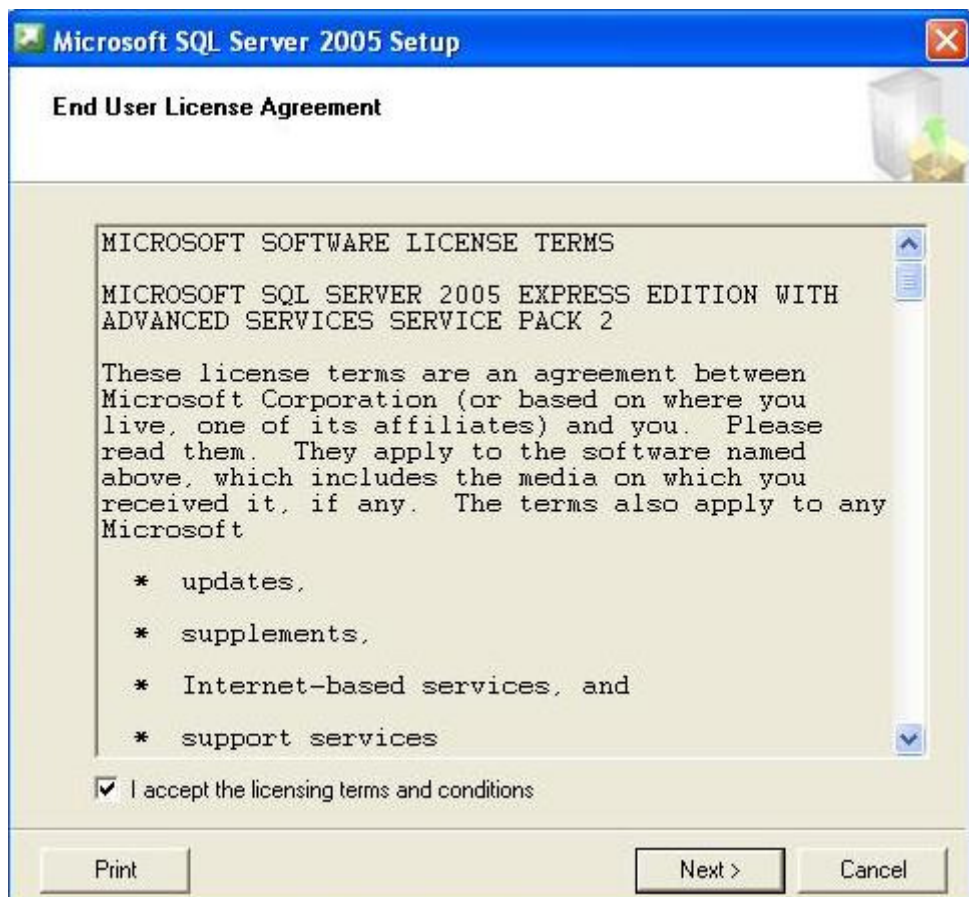 Microsoft SQL Server 2005 Setup
End User License Agreement
MICROSOFT SOFTWARE LICENSE TERMS
MICROSOFT SQL SERVER 2005 EXPRESS EDITION WITH
ADVANCED SERVICES SERVICE PACK 2
These license terms are an agreement between
Microsoft Corporation (or based on where you
live, one of its affiliates) and you.  Please
read them.  They apply to the software named
above, which includes the media on which you
received it, if any.  The terms also apply to any
Microsoft
* updates,
* supplements,
* Internet-based services, and
* support services
I accept the licensing terms and conditions
Print
Next >
Cancel